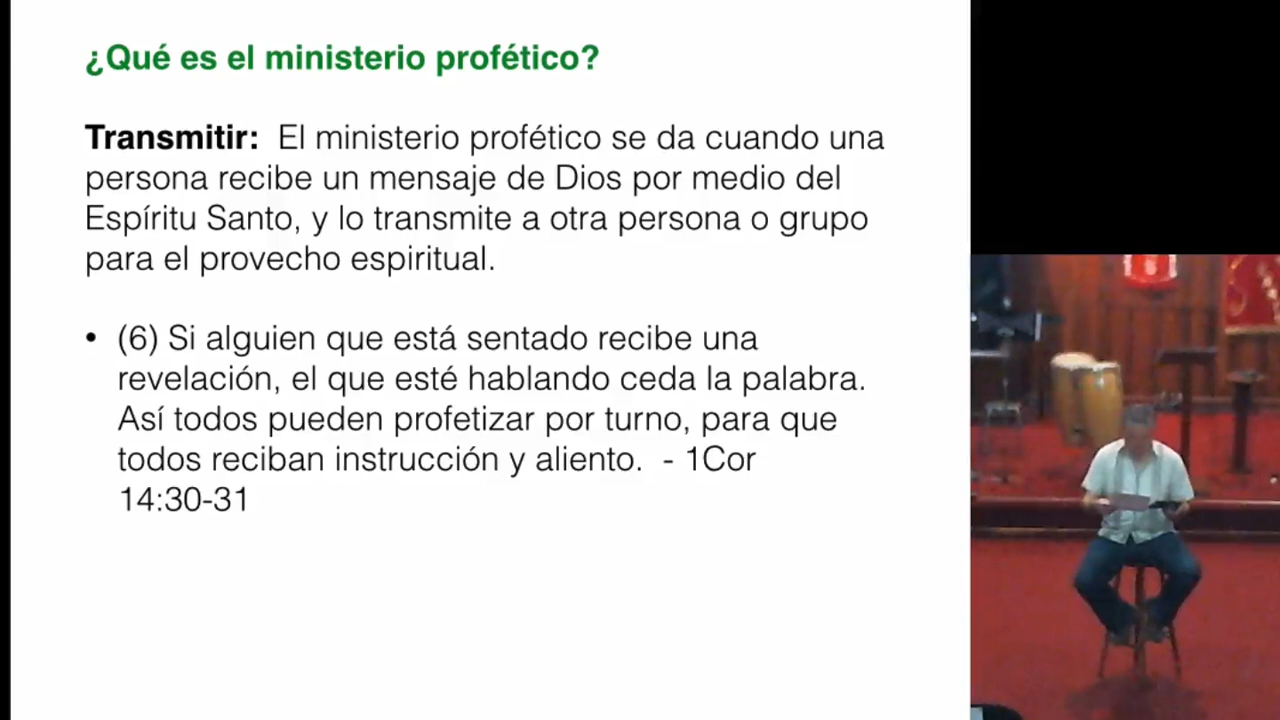 ¿Qué es el ministerio profético?
Transmitir: El ministerio profético se da cuando una
persona recibe un mensaje de Dios por medio del
Espíritu Santo, y lo transmite a otra persona o grupo
para el provecho espiritual.
• (6) Si alguien que está sentado recibe una
revelación, el que esté hablando ceda la palabra.
Así todos pueden profetizar por turno, para que
todos reciban instrucción y aliento. - 1Cor
14:30-31